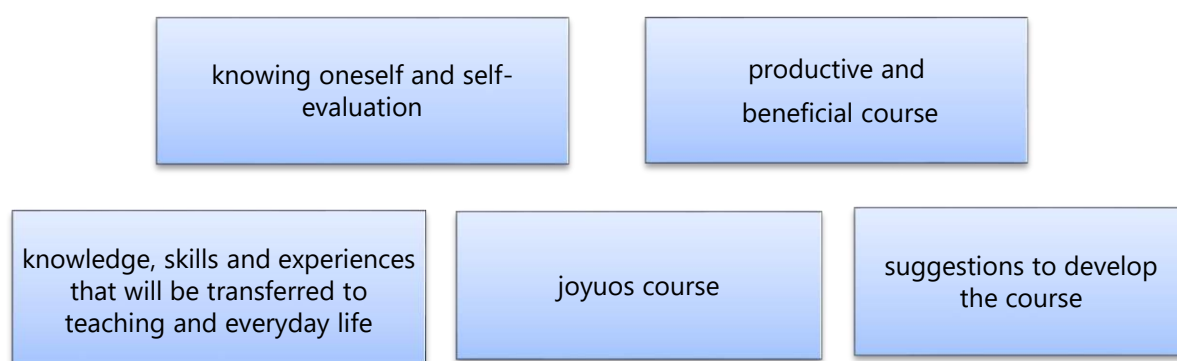 knowing oneself and self-
evaluation
productive and
beneficial course
knowledge, skills and experiences
that will be transferred to
teaching and everyday life
joyuos course
suggestions to develop
the course